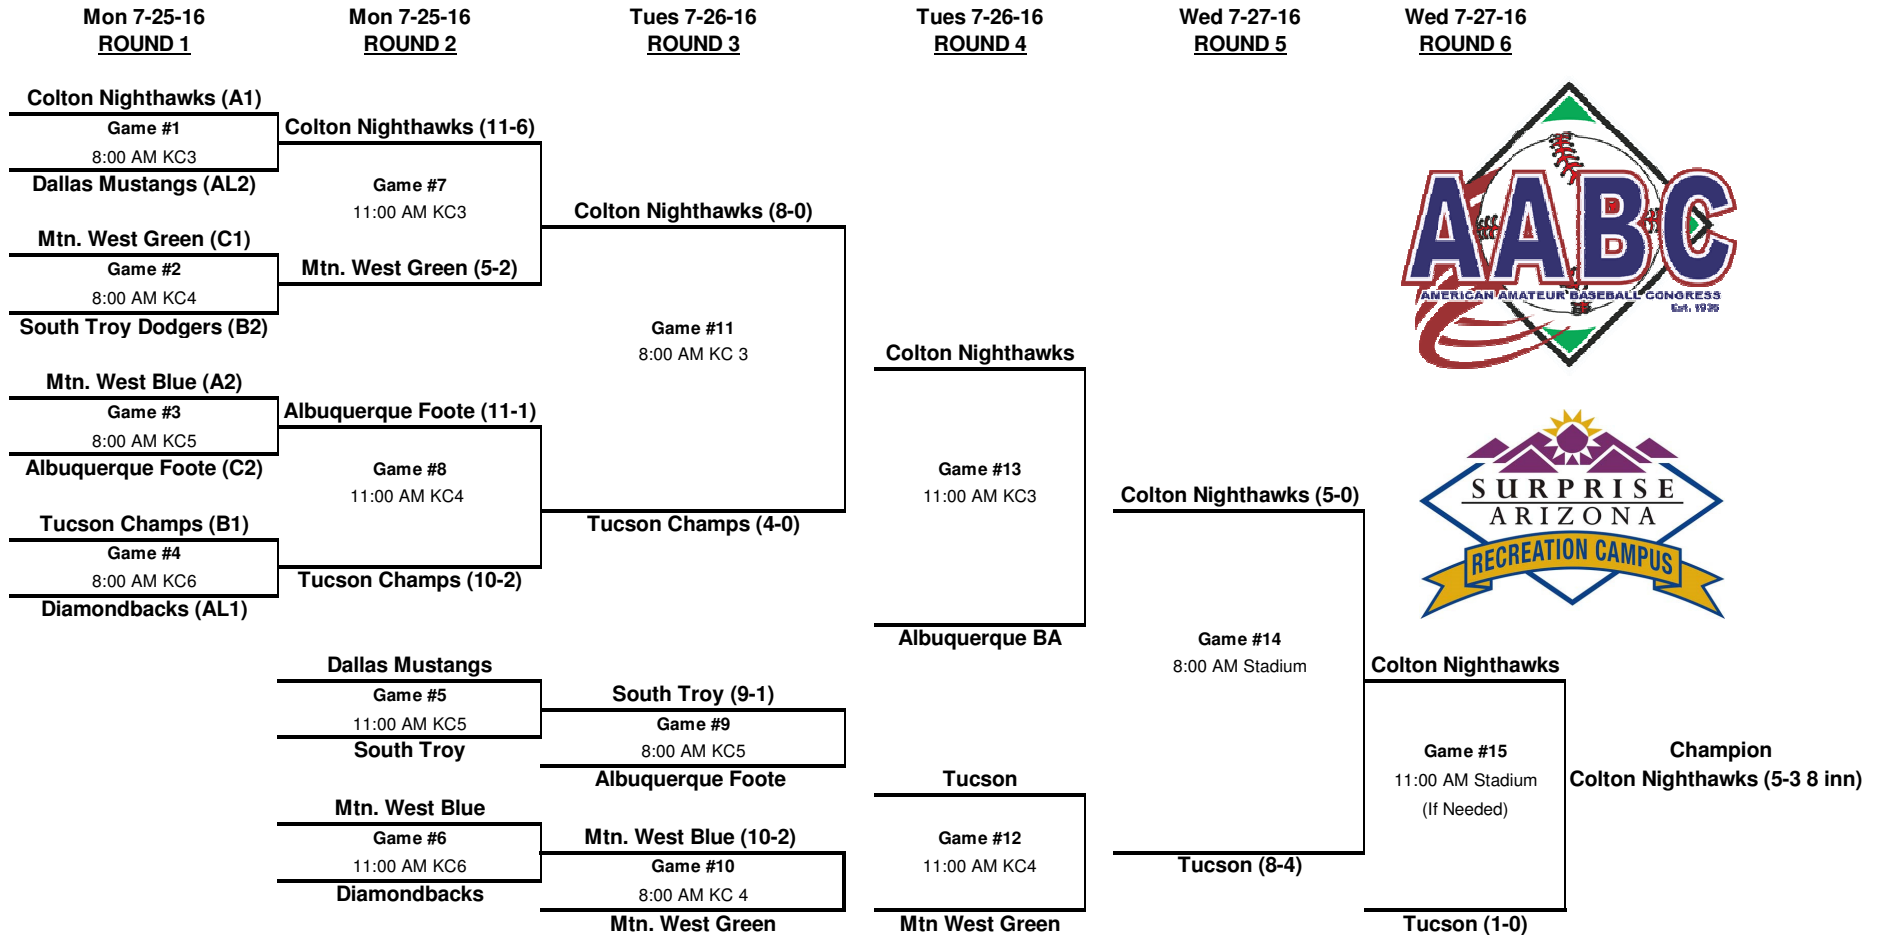 Mon 7-25-16
ROUND 1
Mon 7-25-16
ROUND 2
Tues 7-26-16
ROUND 3
Tues 7-26-16
ROUND 4
Wed 7-27-16
ROUND 5
Wed 7-27-16
ROUND 6
Colton Nighthawks (A1)
Game #1
8:00 AM KC3
Dallas Mustangs (AL2)
Mtn. West Green (C1)
Game #2
8:00 AM KC4
South Troy Dodgers (B2)
Mtn. West Blue (A2)
Game #3
8:00 AM KC5
Albuquerque Foote (C2)
Tucson Champs (B1)
Game #4
8:00 AM KC6
Diamondbacks (AL1)
Colton Nighthawks (11-6)
Game #7
11:00 AM KC3
Mtn. West Green (5-2)
Albuquerque Foote (11-1)
Game #8
11:00 AM KC4
Tucson Champs (10-2)
Dallas Mustangs
Game #5
11:00 AM KC5
South Troy
Mtn. West Blue
Game #6
11:00 AM KC6
Diamondbacks
Colton Nighthawks (8-0)
Game #11
8:00 AM KC 3
Tucson Champs (4-0)
South Troy (9-1)
Game #9
8:00 AM KC5
Albuquerque Foote
Mtn. West Blue (10-2)
Game #10
8:00 AM KC 4
Mtn. West Green
Colton Nighthawks
Game #13
11:00 AM KC3
Albuquerque BA
Tucson
Game #12
11:00 AM KC4
Mtn West Green
Colton Nighthawks (5-0)
Game #14
8:00 AM Stadium
Tucson (8-4)
Colton Nighthawks
Game #15
11:00 AM Stadium
(If Needed)
Tucson (1-0)
Champion
Colton Nighthawks (5-3 8 inn)
AABC
AMERICAN AMATEUR BASEBALL CONGRESS
Est. 1935
SURPRISE
ARIZONA
RECREATION CAMPUS